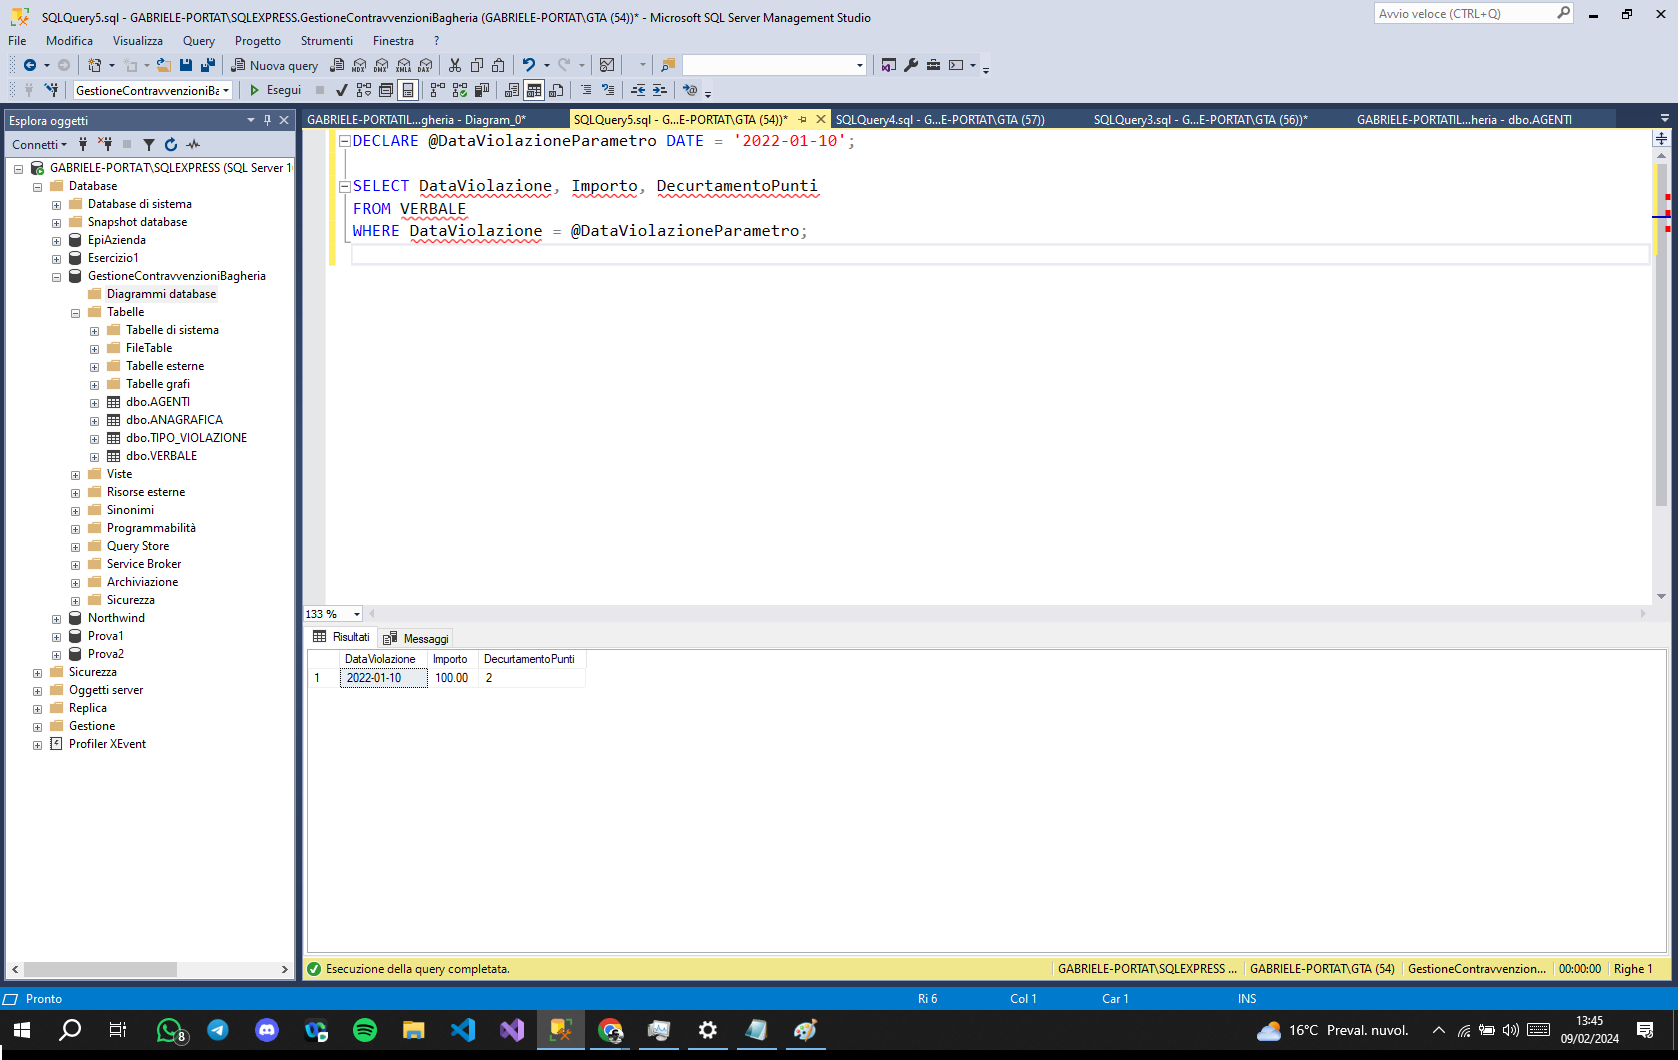 SQLQuery5.sql - GABRIELE-PORTAT\SQLEXPRESS.GestioneContravvenzioniBagheria (GABRIELE-PORTAT\GTA (54))* - Microsoft SQL Server Management Studio
Avvio veloce (CTRL+Q)
File Modifica Visualizza Query Progetto Strumenti Finestra ?
Nuova query MDX DMX XMLA DAX
GestioneContravvenzioniBa Esegui
Esplora oggetti
GABRIELE-PORTATIL...gheria - Diagram_0* SQLQuery5.sql - G...E-PORTAT\GTA (54))* SQLQuery4.sql - G...E-PORTAT\GTA (57)) SQLQuery3.sql - G...E-PORTAT\GTA (56))* GABRIELE-PORTATIL...heria - dbo.AGENTI
Connetti
GABRIELE-PORTAT\SQLEXPRESS (SQL Server 1
Database
Database di sistema
Snapshot database
EpiAzienda
Esercizio1
GestioneContravvenzioniBagheria
Diagrammi database
Tabelle
Tabelle di sistema
FileTable
Tabelle esterne
Tabelle grafi
dbo.AGENTI
dbo.ANAGRAFICA
dbo.TIPO_VIOLAZIONE
dbo.VERBALE
Viste
Risorse esterne
Sinonimi
Programmabilità
Query Store
Service Broker
Archiviazione
Sicurezza
Northwind
Prova1
Prova2
Sicurezza
Oggetti server
Replica
Gestione
Profiler XEvent
DECLARE @DataViolazioneParametro DATE = '2022-01-10';
SELECT DataViolazione, Importo, DecurtamentoPunti
FROM VERBALE
WHERE DataViolazione = @DataViolazioneParametro;
133 %
Risultati Messaggi
DataViolazione Importo DecurtamentoPunti
1 2022-01-10 100.00 2
Esecuzione della query completata. GABRIELE-PORTAT\SQLEXPRESS ... GABRIELE-PORTAT\GTA (54) GestioneContravvenzion... 00:00:00 Righe 1
Pronto Ri 6 Col 1 Car 1 INS
8
16°C Preval. nuvol.
13:45
09/02/2024